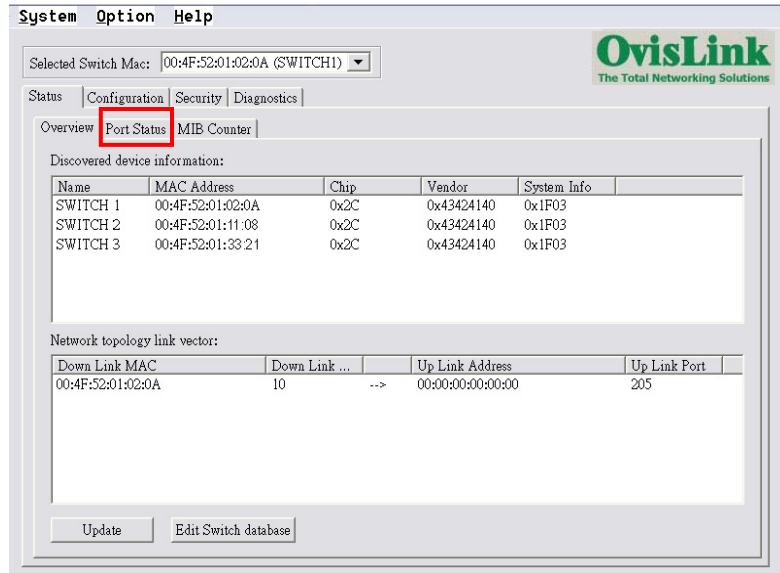 System Option Help
Selected Switch Mac: 00:4F:52:01:02:0A (SWITCH1)
OvisLink
The Total Networking Solutions
Status Configuration Security Diagnostics
Overview Port Status MIB Counter
Discovered device information:
Name MAC Address Chip Vendor System Info
SWITCH 1 00:4F:52:01:02:0A 0x2C 0x43424140 0x1F03
SWITCH 2 00:4F:52:01:11:08 0x2C 0x43424140 0x1F03
SWITCH 3 00:4F:52:01:33:21 0x2C 0x43424140 0x1F03
Network topology link vector:
Down Link MAC Down Link ... Up Link Address Up Link Port
00:4F:52:01:02:0A 10 --> 00:00:00:00:00:00 205
Update Edit Switch database